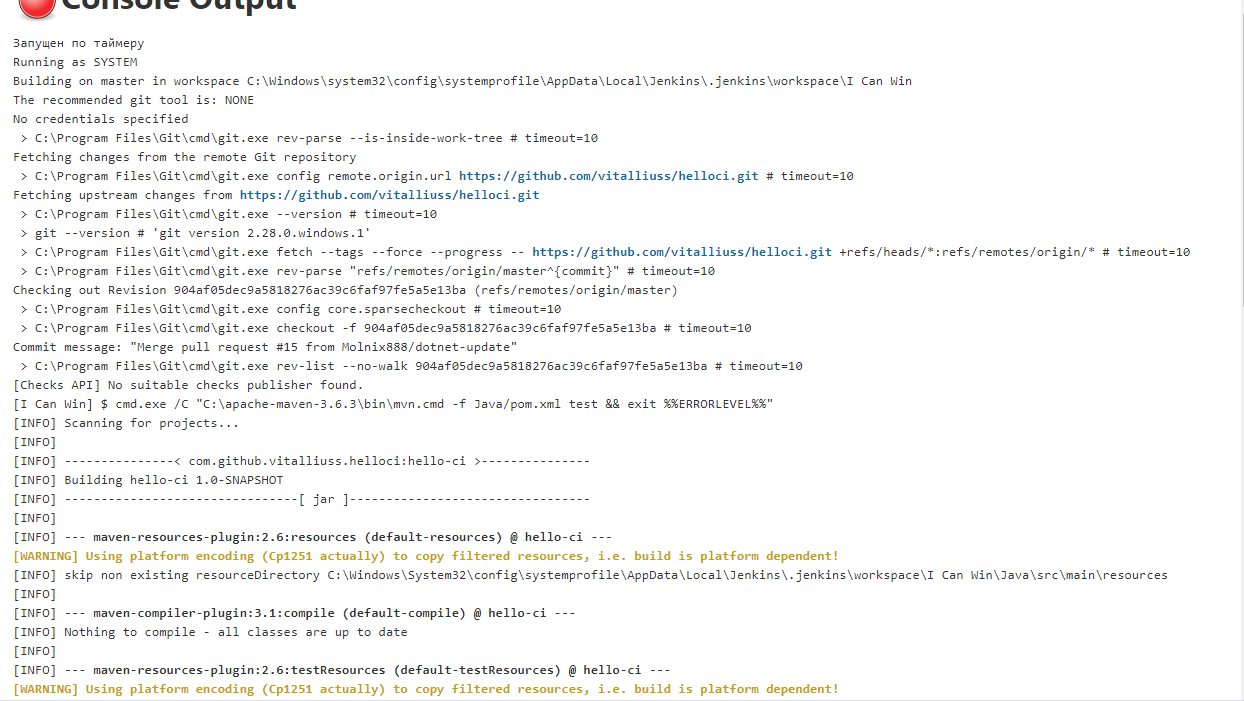 Console Output
Запущен по таймеру
Running as SYSTEM
Building on master in workspace C:\Windows\system32\config\systemprofile\AppData\Local\Jenkins\.jenkins\workspace\I Can Win
The recommended git tool is: NONE
No credentials specified
 > C:\Program Files\Git\cmd\git.exe rev-parse --is-inside-work-tree # timeout=10
Fetching changes from the remote Git repository
 > C:\Program Files\Git\cmd\git.exe config remote.origin.url https://github.com/vitalliuss/helloci.git # timeout=10
Fetching upstream changes from https://github.com/vitalliuss/helloci.git
 > C:\Program Files\Git\cmd\git.exe --version # timeout=10
 > git --version # 'git version 2.28.0.windows.1'
 > C:\Program Files\Git\cmd\git.exe fetch --tags --force --progress -- https://github.com/vitalliuss/helloci.git +refs/heads/*:refs/remotes/origin/* # timeout=10
 > C:\Program Files\Git\cmd\git.exe rev-parse "refs/remotes/origin/master^{commit}" # timeout=10
Checking out Revision 904af05dec9a5818276ac39c6faf97fe5a5e13ba (refs/remotes/origin/master)
 > C:\Program Files\Git\cmd\git.exe config core.sparsecheckout # timeout=10
 > C:\Program Files\Git\cmd\git.exe checkout -f 904af05dec9a5818276ac39c6faf97fe5a5e13ba # timeout=10
Commit message: "Merge pull request #15 from Molnix888/dotnet-update"
 > C:\Program Files\Git\cmd\git.exe rev-list --no-walk 904af05dec9a5818276ac39c6faf97fe5a5e13ba # timeout=10
[Checks API] No suitable checks publisher found.
[I Can Win] $ cmd.exe /C "C:\apache-maven-3.6.3\bin\mvn.cmd -f Java/pom.xml test && exit %%ERRORLEVEL%%"
[INFO] Scanning for projects...
[INFO]
[INFO] ---------------< com.github.vitalliuss.helloci:hello-ci >---------------
[INFO] Building hello-ci 1.0-SNAPSHOT
[INFO] --------------------------------[ jar ]---------------------------------
[INFO]
[INFO] --- maven-resources-plugin:2.6:resources (default-resources) @ hello-ci ---
[WARNING] Using platform encoding (Cp1251 actually) to copy filtered resources, i.e. build is platform dependent!
[INFO] skip non existing resourceDirectory C:\Windows\System32\config\systemprofile\AppData\Local\Jenkins\.jenkins\workspace\I Can Win\Java\src\main\resources
[INFO]
[INFO] --- maven-compiler-plugin:3.1:compile (default-compile) @ hello-ci ---
[INFO] Nothing to compile - all classes are up to date
[INFO]
[INFO] --- maven-resources-plugin:2.6:testResources (default-testResources) @ hello-ci ---
[WARNING] Using platform encoding (Cp1251 actually) to copy filtered resources, i.e. build is platform dependent!